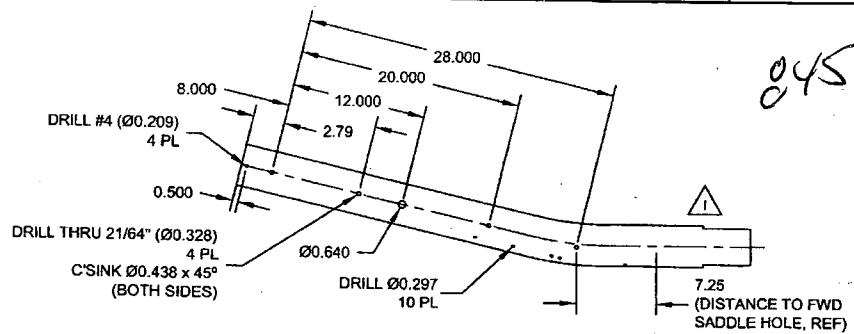 28.000
20.000
8.000
12.000
2.79
DRILL #4 (Ø0.209)
4 PL
0.500
DRILL THRU 21/64" (Ø0.328)
4 PL
C'SINK Ø0.438 x 45°
(BOTH SIDES)
Ø0.640
DRILL Ø0.297
10 PL
1
7.25
(DISTANCE TO FWD
SADDLE HOLE, REF)